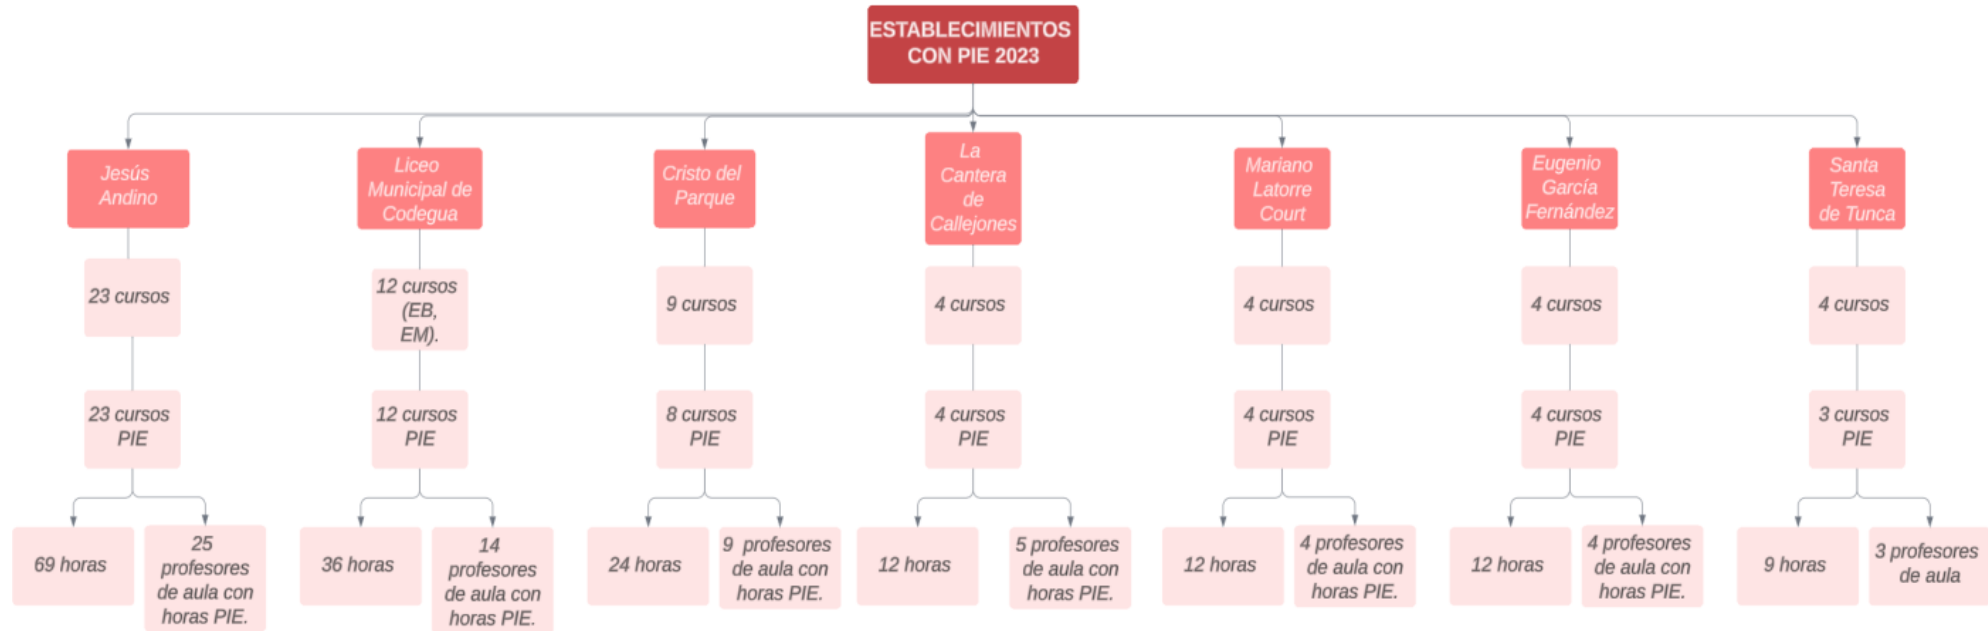 ESTABLECIMIENTOS
CON PIE 2023
Jesús
Andino
Liceo
Municipal de
Codegua
Cristo del
Parque
La
Cantera
de
Callejones
Mariano
Latorre
Court
Eugenio
García
Fernández
Santa
Teresa
de Tunca
23 cursos
12 cursos
(EB,
EM).
9 cursos
4 cursos
4 cursos
4 cursos
4 cursos
23 cursos
PIE
12 cursos
PIE
8 cursos
PIE
4 cursos
PIE
4 cursos
PIE
4 cursos
PIE
3 cursos
PIE
69 horas
25
profesores
de aula con
horas PIE.
36 horas
14
profesores
de aula con
horas PIE.
24 horas
9 profesores
de aula con
horas PIE.
12 horas
5 profesores
de aula con
horas PIE.
12 horas
4 profesores
de aula con
horas PIE.
12 horas
4 profesores
de aula con
horas PIE.
9 horas
3 profesores
de aula